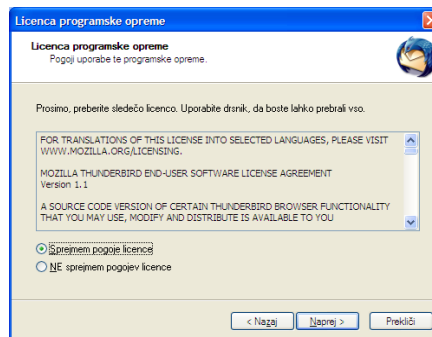 Licenca programske opreme
Licenca programske opreme
Pogoji uporabe te programske opreme.
Prosimo, preberite sledečo licenco. Uporabite drsnik, da boste lahko prebrali vso.
FOR TRANSLATIONS OF THIS LICENSE INTO SELECTED LANGUAGES, PLEASE VISIT
WWW.MOZILLA.ORG/LICENSING.
MOZILLA THUNDERBIRD END-USER SOFTWARE LICENSE AGREEMENT
Version 1.1
A SOURCE CODE VERSION OF CERTAIN THUNDERBIRD BROWSER FUNCTIONALITY
THAT YOU MAY USE, MODIFY AND DISTRIBUTE IS AVAILABLE TO YOU
Sprejmem pogoje licence
NE sprejmem pogojev licence
< Nazaj Naprej > Prekliči